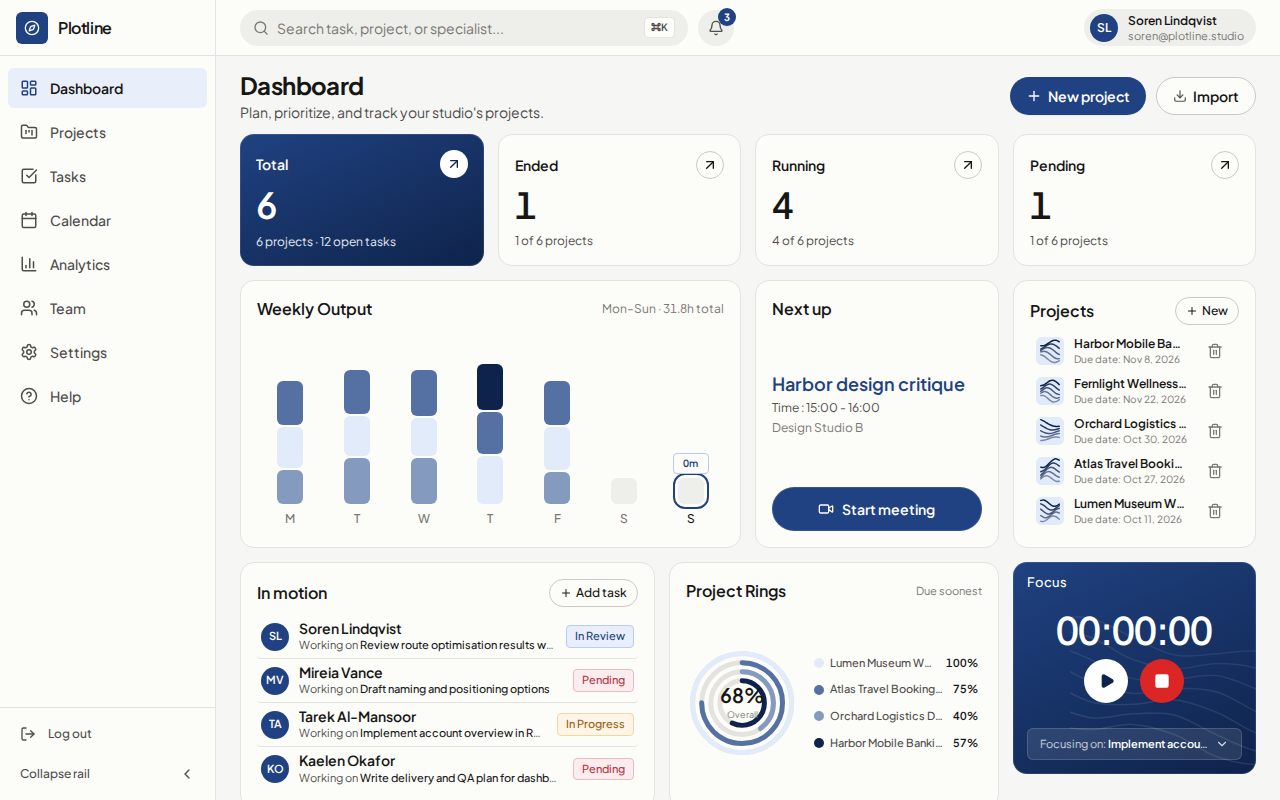 Plotline
Search task, project, or specialist...
⌘K
3
SL
Soren Lindqvist
soren@plotline.studio
Dashboard
Projects
Tasks
Calendar
Analytics
Team
Settings
Help
Log out
Collapse rail
Dashboard
Plan, prioritize, and track your studio's projects.
New project
Import
Total
6
6 projects · 12 open tasks
Ended
1
1 of 6 projects
Running
4
4 of 6 projects
Pending
1
1 of 6 projects
Weekly Output
Mon–Sun · 31.8h total
0m
M T W T F S S
Next up
Harbor design critique
Time : 15:00 - 16:00
Design Studio B
Start meeting
Projects
New
Harbor Mobile Ba...
Due date: Nov 8, 2026
Fernlight Wellness...
Due date: Nov 22, 2026
Orchard Logistics ...
Due date: Oct 30, 2026
Atlas Travel Booki...
Due date: Oct 27, 2026
Lumen Museum W...
Due date: Oct 11, 2026
In motion
Add task
SL
Soren Lindqvist
Working on Review route optimisation results w...
In Review
MV
Mireia Vance
Working on Draft naming and positioning options
Pending
TA
Tarek Al-Mansoor
Working on Implement account overview in R...
In Progress
KO
Kaelen Okafor
Working on Write delivery and QA plan for dashb...
Pending
Project Rings
Due soonest
68%
Overall
Lumen Museum W... 100%
Atlas Travel Booking... 75%
Orchard Logistics D... 40%
Harbor Mobile Banki... 57%
Focus
00:00:00
Focusing on: Implement accou...